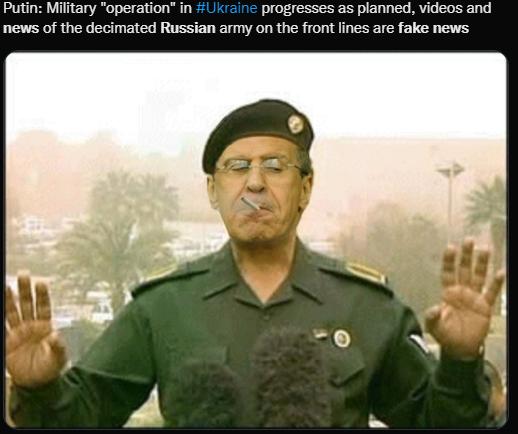 Putin: Military "operation" in #Ukraine progresses as planned, videos and
news of the decimated Russian army on the front lines are fake news